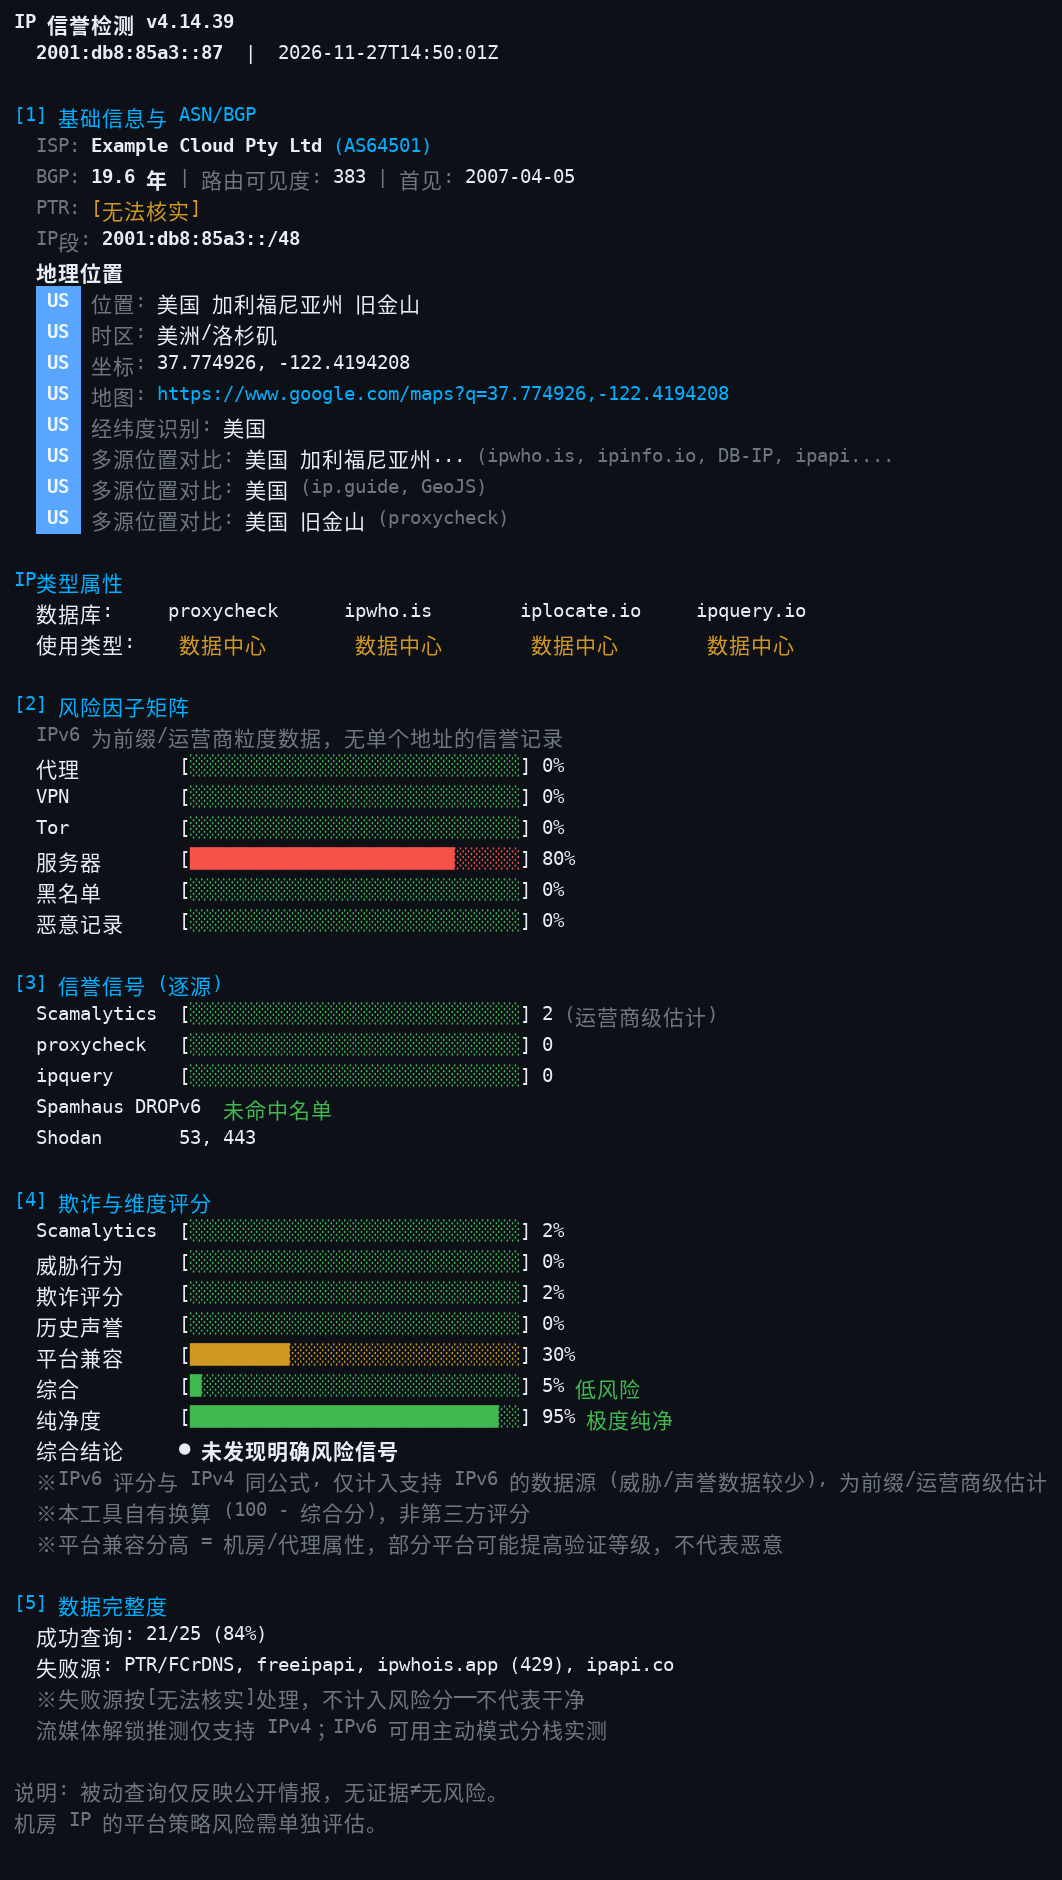 IP 信誉检测 v4.14.39
2001:db8:85a3::87 | 2026-11-27T14:50:01Z
[1] 基础信息与 ASN/BGP
ISP: Example Cloud Pty Ltd (AS64501)
BGP: 19.6 年 | 路由可见度: 383 | 首见: 2007-04-05
PTR: [无法核实]
IP段: 2001:db8:85a3::/48
地理位置
US 位置: 美国 加利福尼亚州 旧金山
US 时区: 美洲/洛杉矶
US 坐标: 37.774926, -122.4194208
US 地图: https://www.google.com/maps?q=37.774926,-122.4194208
US 经纬度识别: 美国
US 多源位置对比: 美国 加利福尼亚州... (ipwho.is, ipinfo.io, DB-IP, ipapi....
US 多源位置对比: 美国 (ip.guide, GeoJS)
US 多源位置对比: 美国 旧金山 (proxycheck)
IP类型属性
数据库: proxycheck ipwho.is iplocate.io ipquery.io
使用类型: 数据中心 数据中心 数据中心 数据中心
[2] 风险因子矩阵
IPv6 为前缀/运营商粒度数据，无单个地址的信誉记录
代理 [░░░░░░░░░░░░░░░░░░░░░░░░░░░░░░] 0%
VPN [░░░░░░░░░░░░░░░░░░░░░░░░░░░░░░] 0%
Tor [░░░░░░░░░░░░░░░░░░░░░░░░░░░░░░] 0%
服务器 [████████████████████████░░░░░░] 80%
黑名单 [░░░░░░░░░░░░░░░░░░░░░░░░░░░░░░] 0%
恶意记录 [░░░░░░░░░░░░░░░░░░░░░░░░░░░░░░] 0%
[3] 信誉信号 (逐源)
Scamalytics [░░░░░░░░░░░░░░░░░░░░░░░░░░░░░░] 2 (运营商级估计)
proxycheck [░░░░░░░░░░░░░░░░░░░░░░░░░░░░░░] 0
ipquery [░░░░░░░░░░░░░░░░░░░░░░░░░░░░░░] 0
Spamhaus DROPv6 未命中名单
Shodan 53, 443
[4] 欺诈与维度评分
Scamalytics [░░░░░░░░░░░░░░░░░░░░░░░░░░░░░░] 2%
威胁行为 [░░░░░░░░░░░░░░░░░░░░░░░░░░░░░░] 0%
欺诈评分 [░░░░░░░░░░░░░░░░░░░░░░░░░░░░░░] 2%
历史声誉 [░░░░░░░░░░░░░░░░░░░░░░░░░░░░░░] 0%
平台兼容 [█████████░░░░░░░░░░░░░░░░░░░░░] 30%
综合 [█░░░░░░░░░░░░░░░░░░░░░░░░░░░░░] 5% 低风险
纯净度 [████████████████████████████░░] 95% 极度纯净
综合结论 ● 未发现明确风险信号
※IPv6 评分与 IPv4 同公式, 仅计入支持 IPv6 的数据源 (威胁/声誉数据较少), 为前缀/运营商级估计
※本工具自有换算 (100 - 综合分)，非第三方评分
※平台兼容分高 = 机房/代理属性，部分平台可能提高验证等级，不代表恶意
[5] 数据完整度
成功查询: 21/25 (84%)
失败源: PTR/FCrDNS, freeipapi, ipwhois.app (429), ipapi.co
※失败源按[无法核实]处理，不计入风险分——不代表干净
流媒体解锁推测仅支持 IPv4；IPv6 可用主动模式分栈实测
说明: 被动查询仅反映公开情报，无证据≠无风险。
机房 IP 的平台策略风险需单独评估。